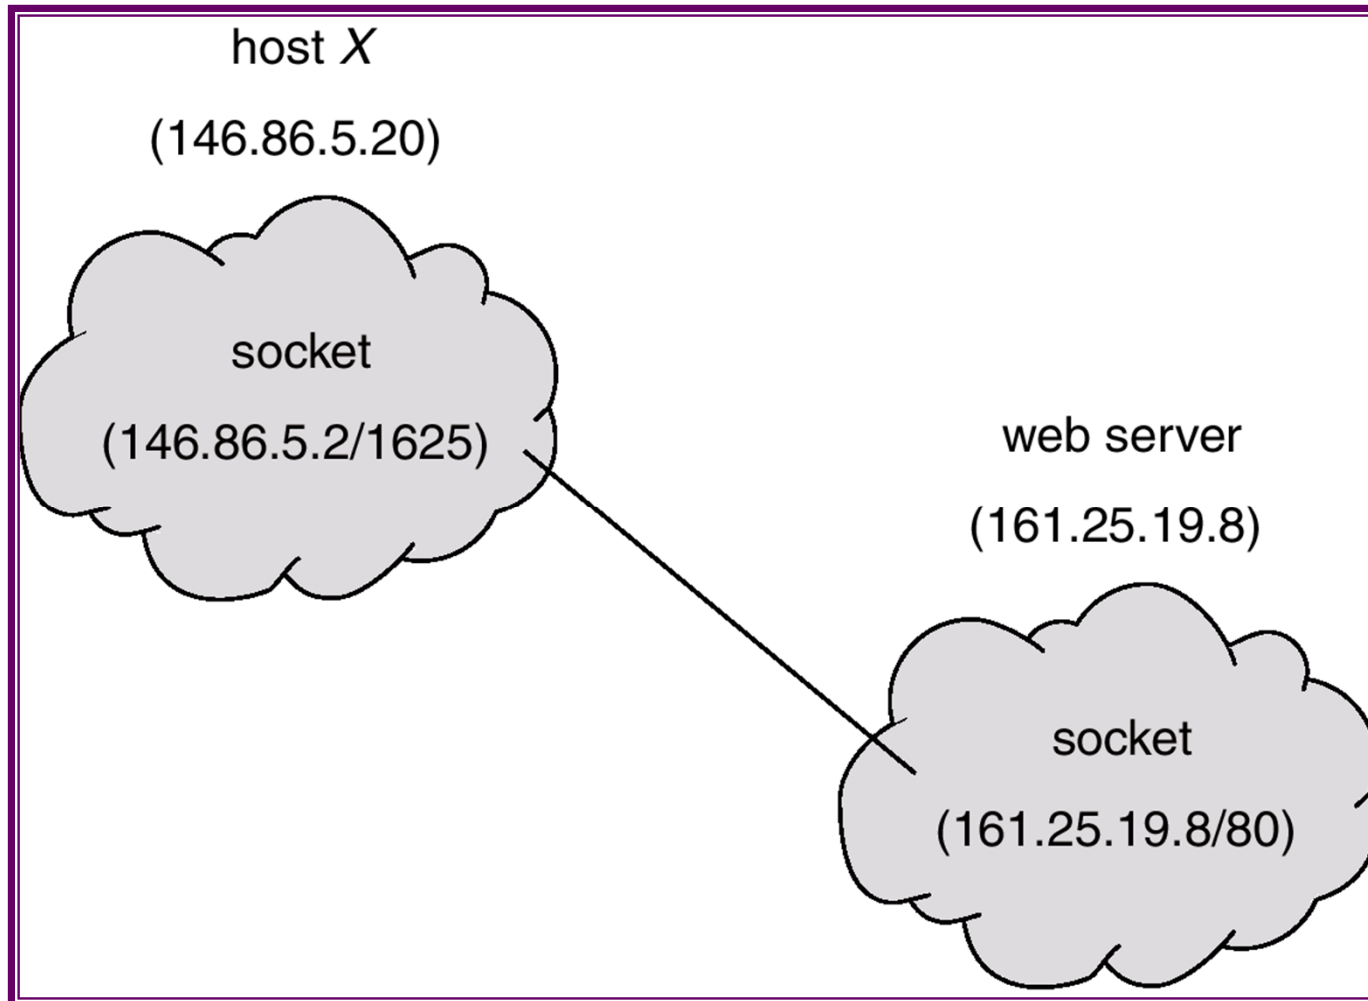 host X
(146.86.5.20)
socket
(146.86.5.2/1625)
web server
(161.25.19.8)
socket
(161.25.19.8/80)